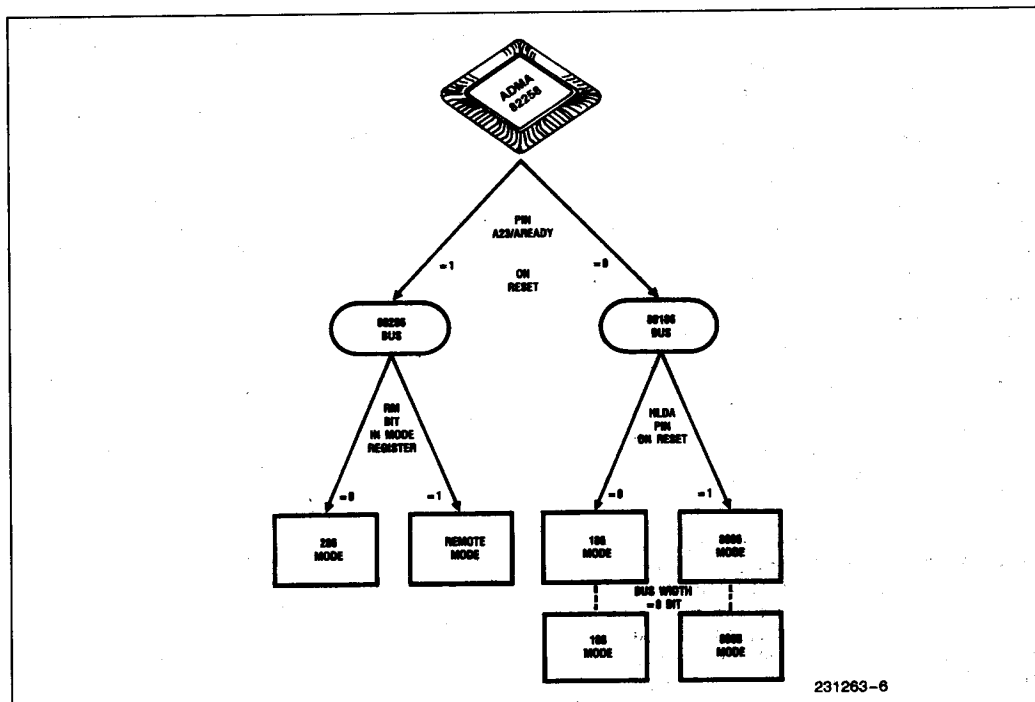 ADMA
82258
PIN
A23/AREADY
=1
ON
RESET
=0
80286
BUS
80186
BUS
RM
BIT
IN MODE
REGISTER
HLDA
PIN
ON RESET
=0
=1
=0
=1
286
MODE
REMOTE
MODE
186
MODE
8086
MODE
BUS WIDTH
=8 BIT
188
MODE
8088
MODE
231263-6